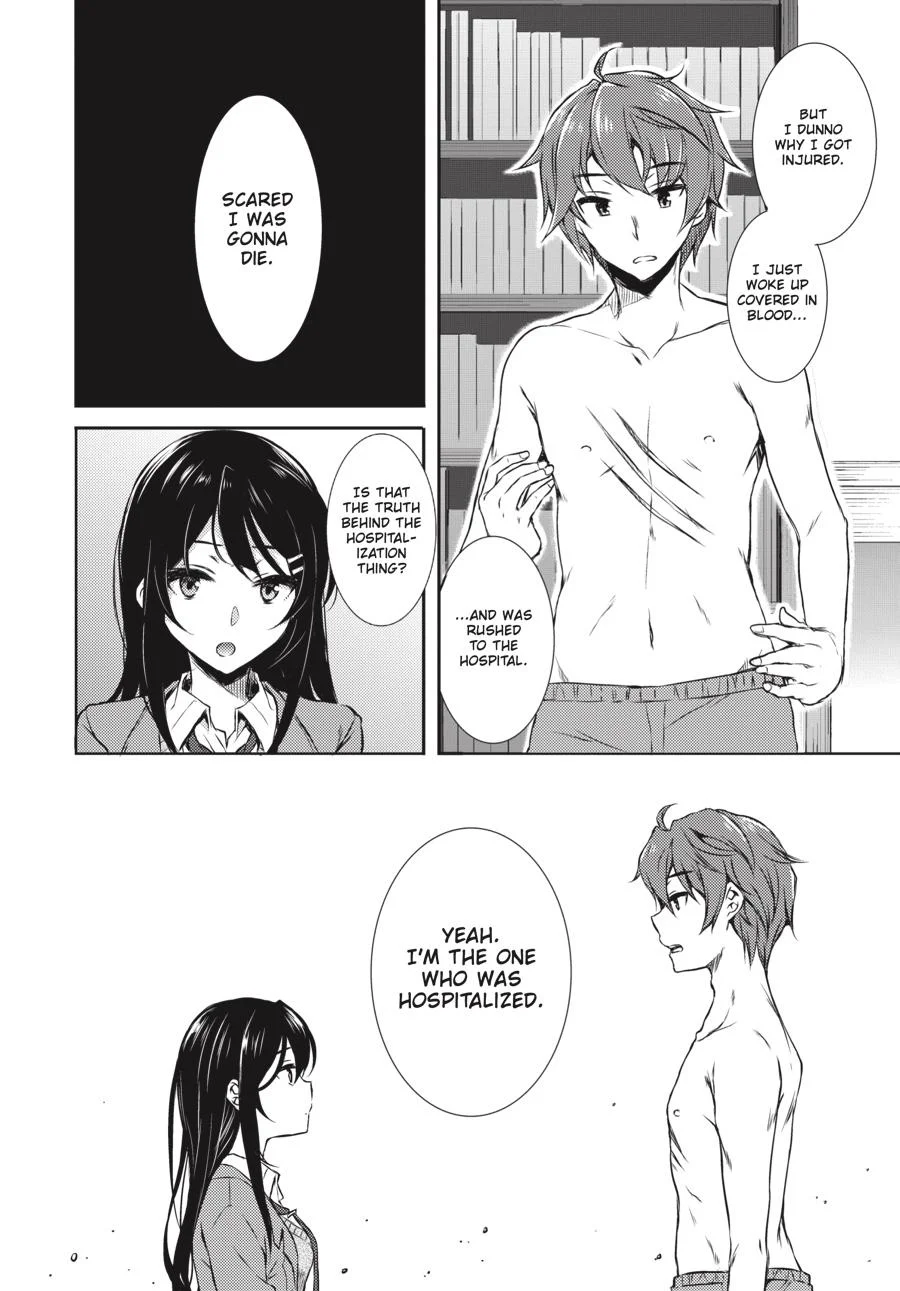 BUT
I DUNNO
WHY I GOT
INJURED.
I JUST
WOKE UP
COVERED IN
BLOOD...
...AND WAS
RUSHED
TO THE
HOSPITAL.
SCARED
I WAS
GONNA
DIE.
IS THAT
THE TRUTH
BEHIND THE
HOSPITAL-
IZATION
THING?
YEAH.
I'M THE ONE
WHO WAS
HOSPITALIZED.